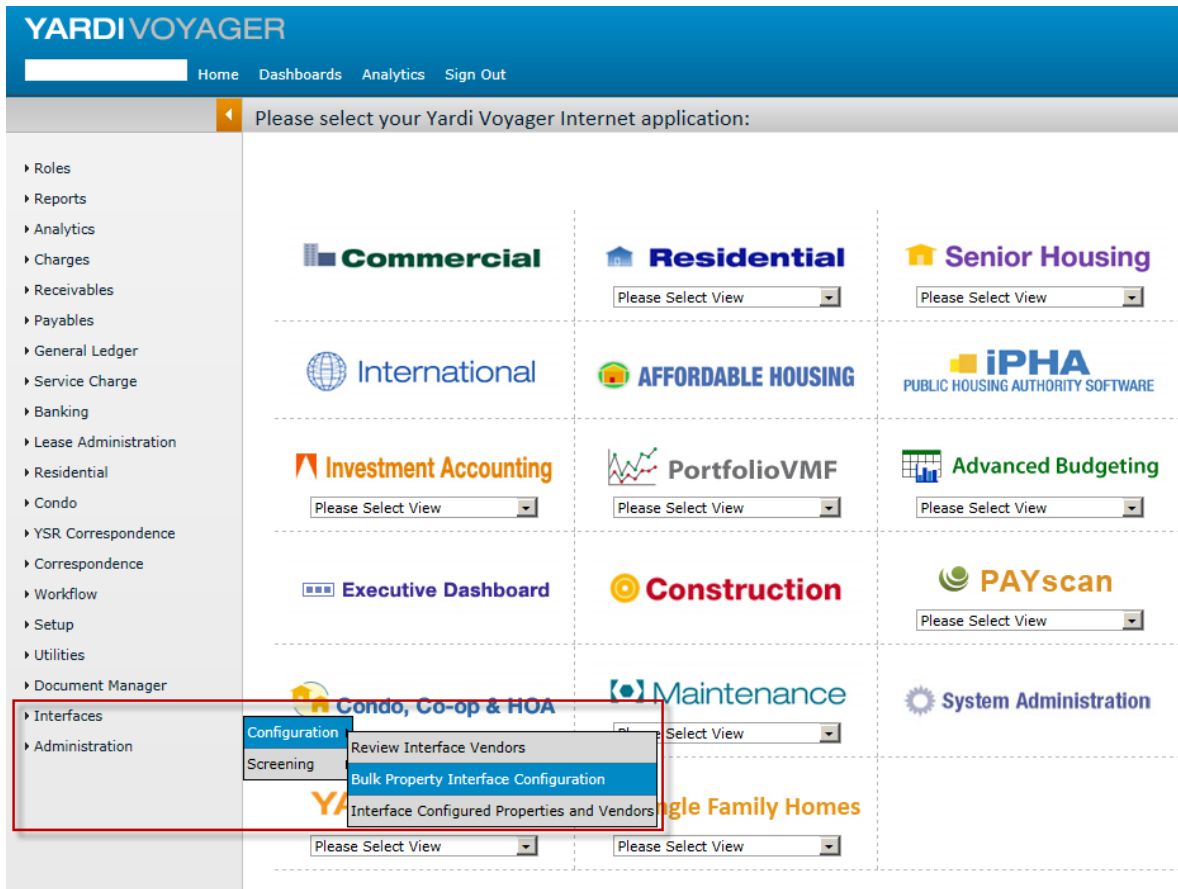 YARDI VOYAGER
Home Dashboards Analytics Sign Out
Please select your Yardi Voyager Internet application:
Roles
Reports
Analytics
Charges
Receivables
Payables
General Ledger
Service Charge
Banking
Lease Administration
Residential
Condo
YSR Correspondence
Correspondence
Workflow
Setup
Utilities
Document Manager
Interfaces
Administration
Configuration
Screening
Review Interface Vendors
Bulk Property Interface Configuration
Interface Configured Properties and Vendors
Commercial
Residential
Please Select View
Senior Housing
Please Select View
International
AFFORDABLE HOUSING
iPHA
PUBLIC HOUSING AUTHORITY SOFTWARE
Investment Accounting
Please Select View
PortfolioVMF
Please Select View
Advanced Budgeting
Please Select View
Executive Dashboard
Construction
PAYscan
Please Select View
Condo, Co-op & HOA
Maintenance
Select View
System Administration
Please Select View
Family Homes
Please Select View